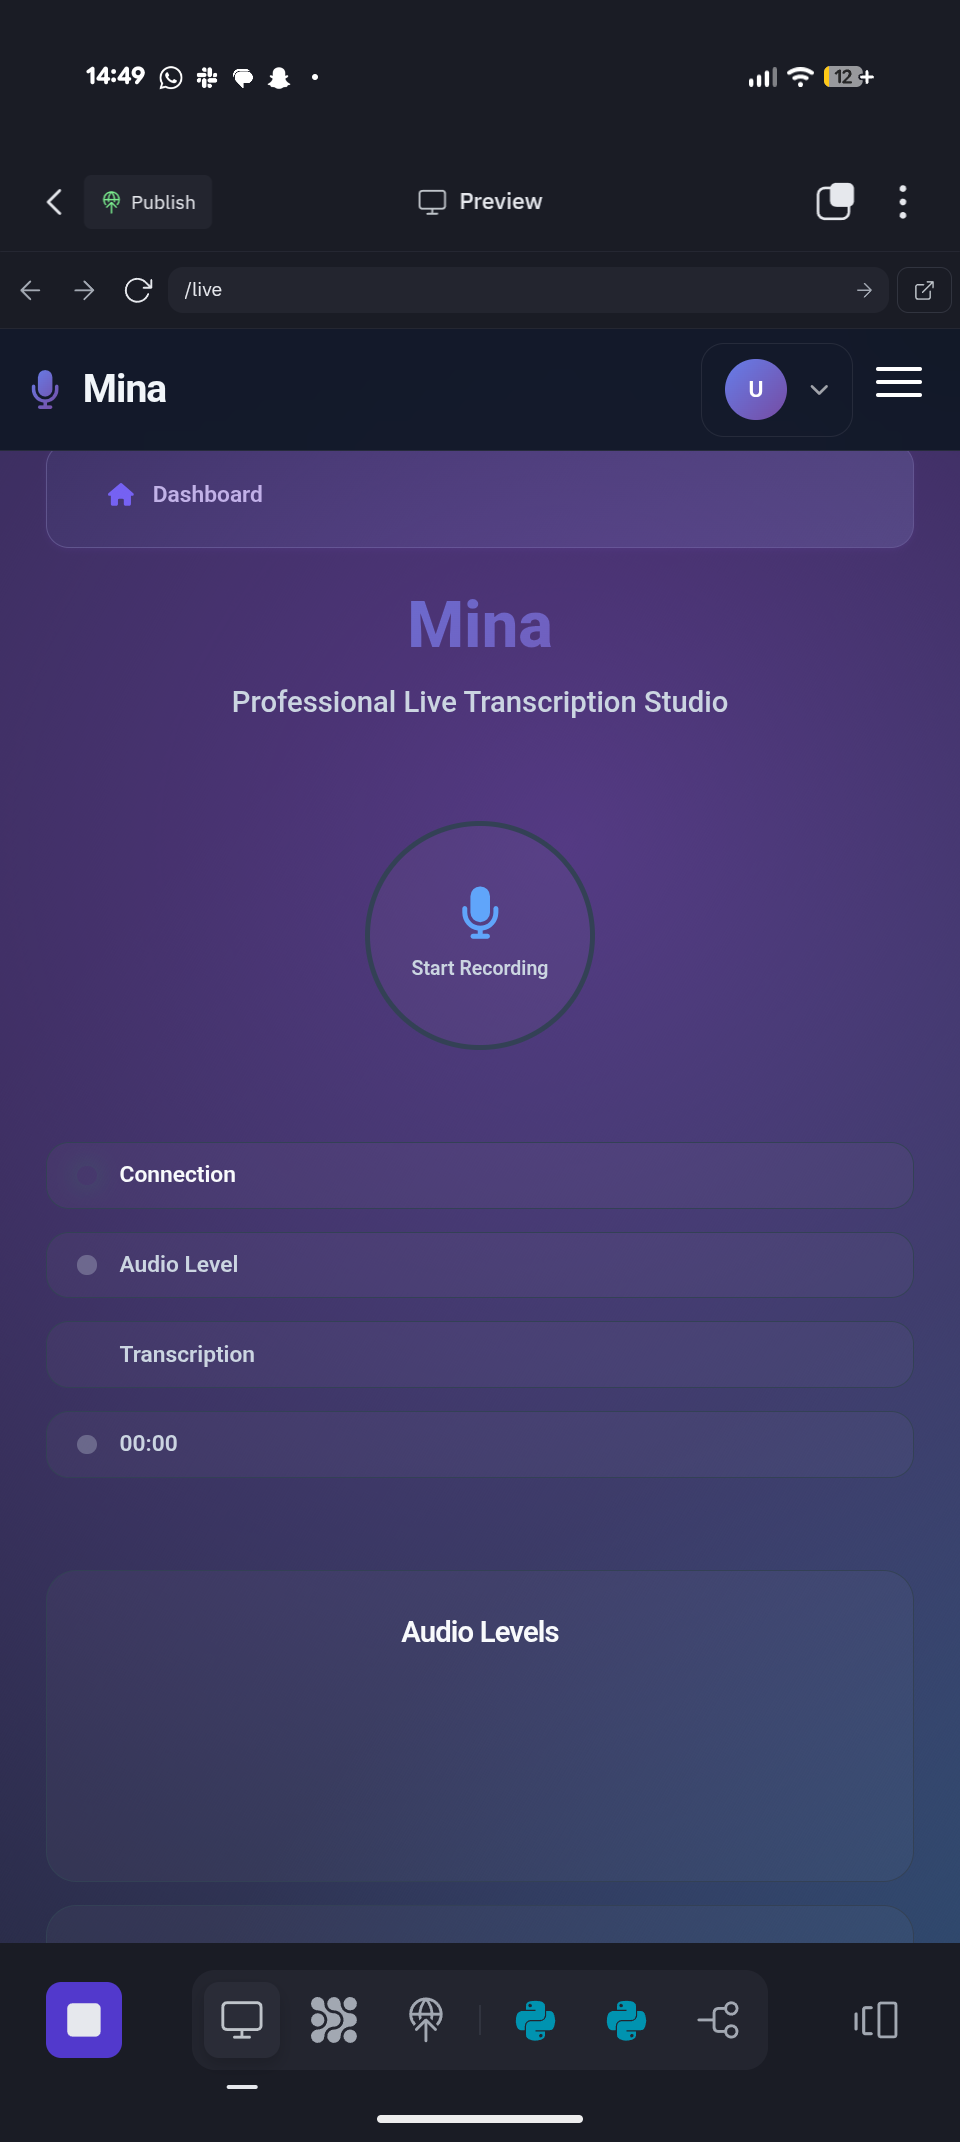 14:49
12+
Publish
Preview
/live
Mina
U
Dashboard
Mina
Professional Live Transcription Studio
Start Recording
Connection
Audio Level
Transcription
00:00
Audio Levels